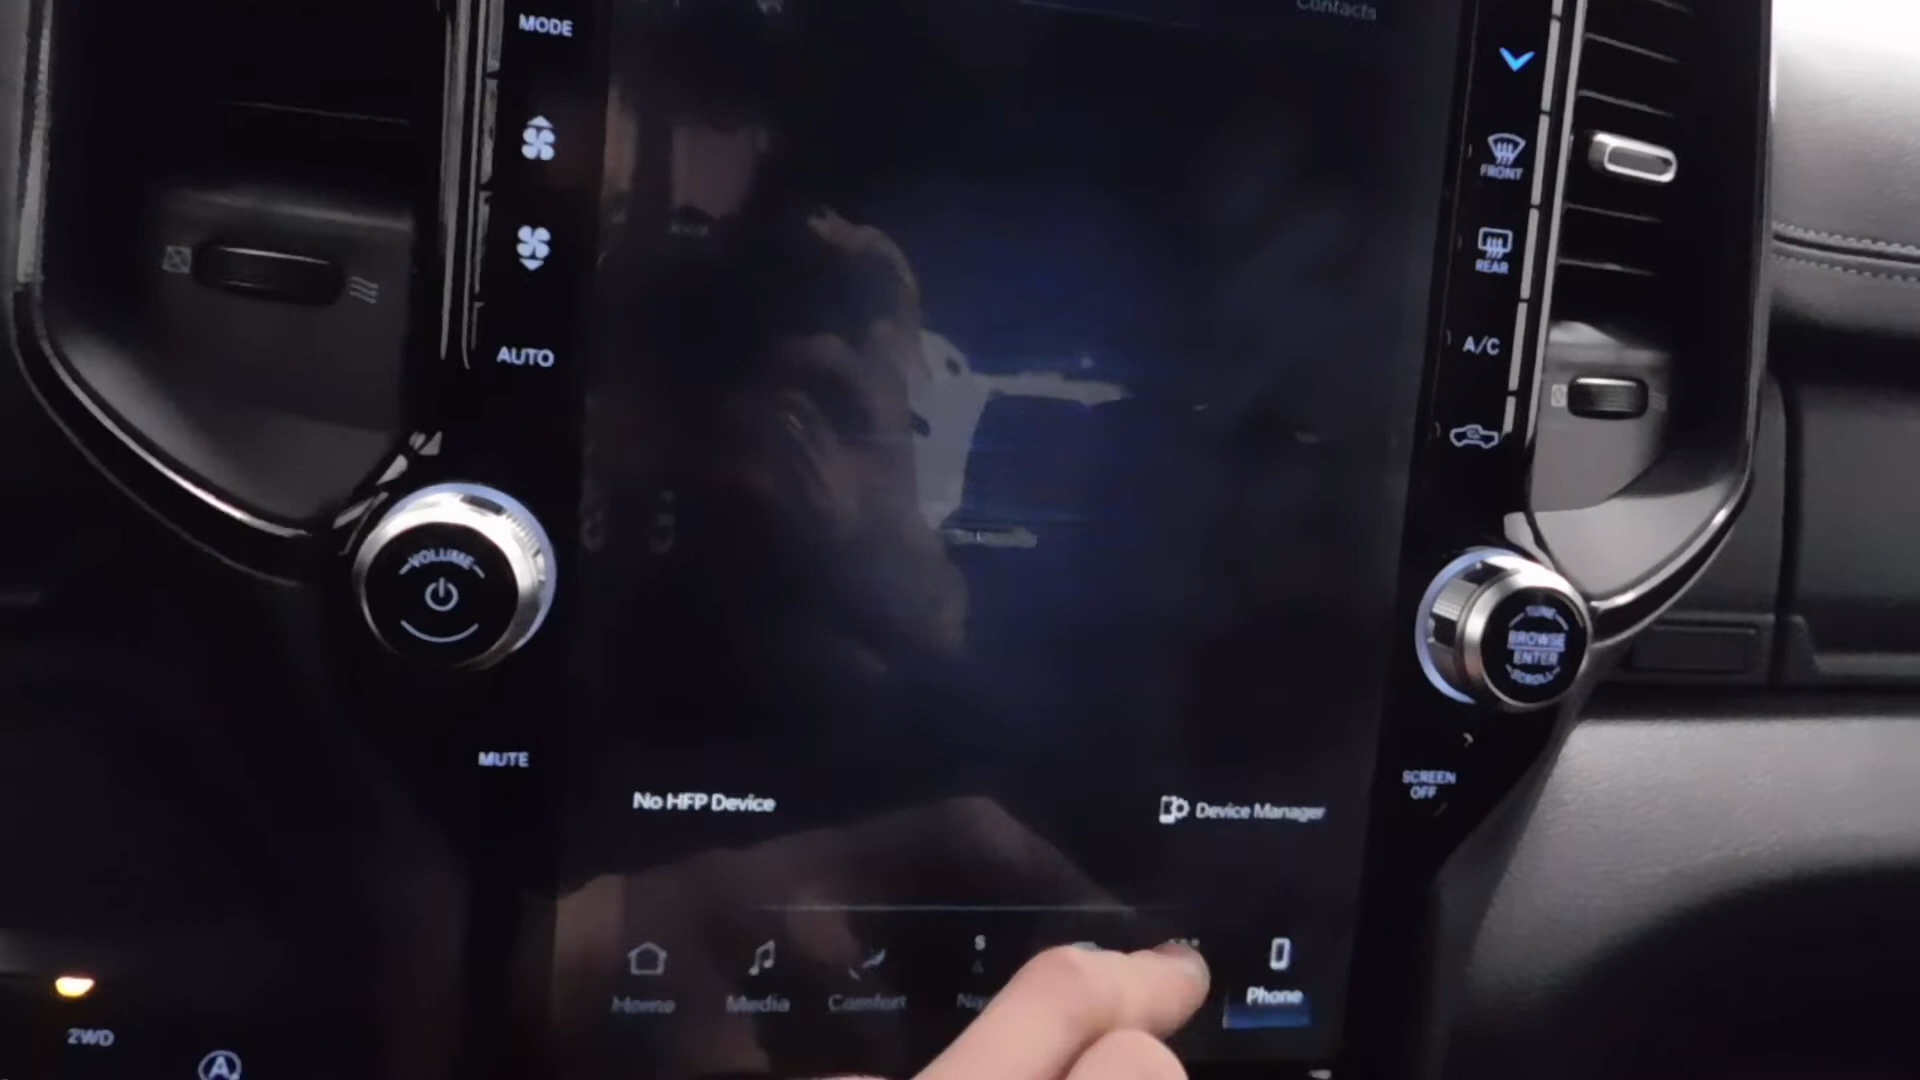 MODE
Contacts
FRONT
REAR
AUTO
A/C
VOLUME
TUNE
BROWSE
ENTER
SCROLL
MUTE
SCREEN
OFF
No HFP Device
Device Manager
S
Home
Media
Comfort
Phone
2WD
A